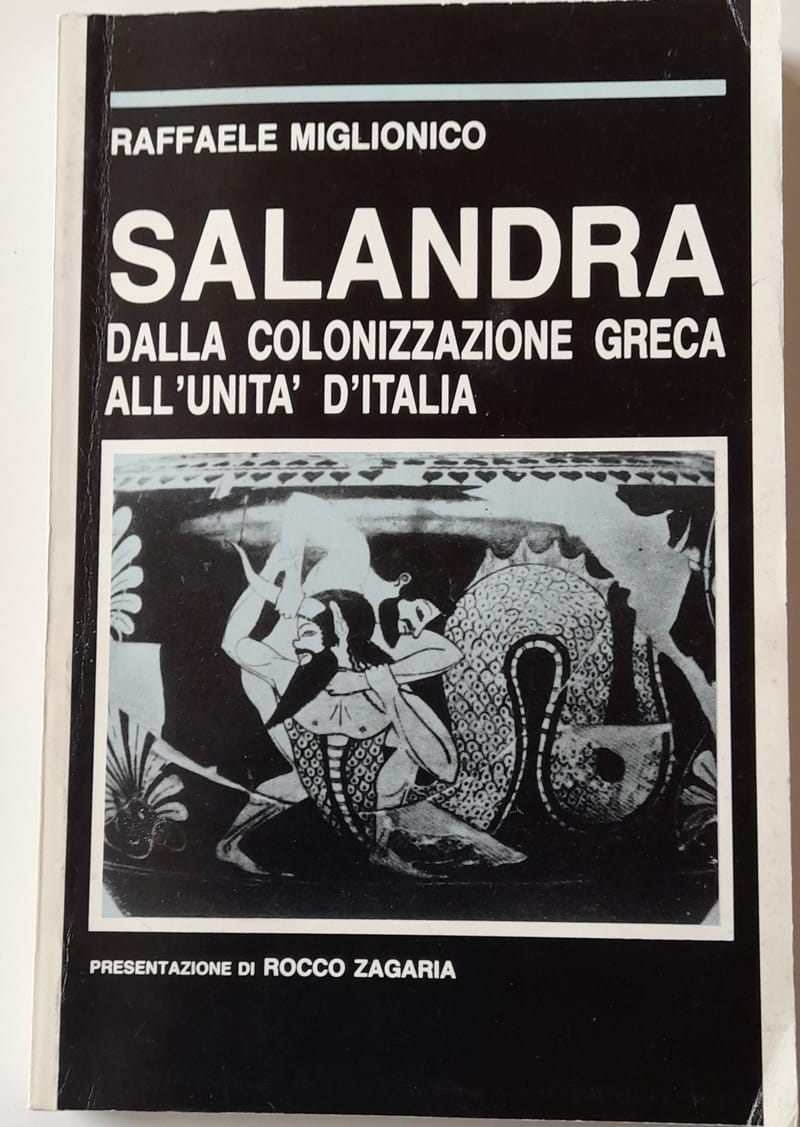 RAFFAELE MIGLIONICO
SALANDRA
DALLA COLONIZZAZIONE GRECA
ALL'UNITA' D'ITALIA
PRESENTAZIONE DI ROCCO ZAGARIA